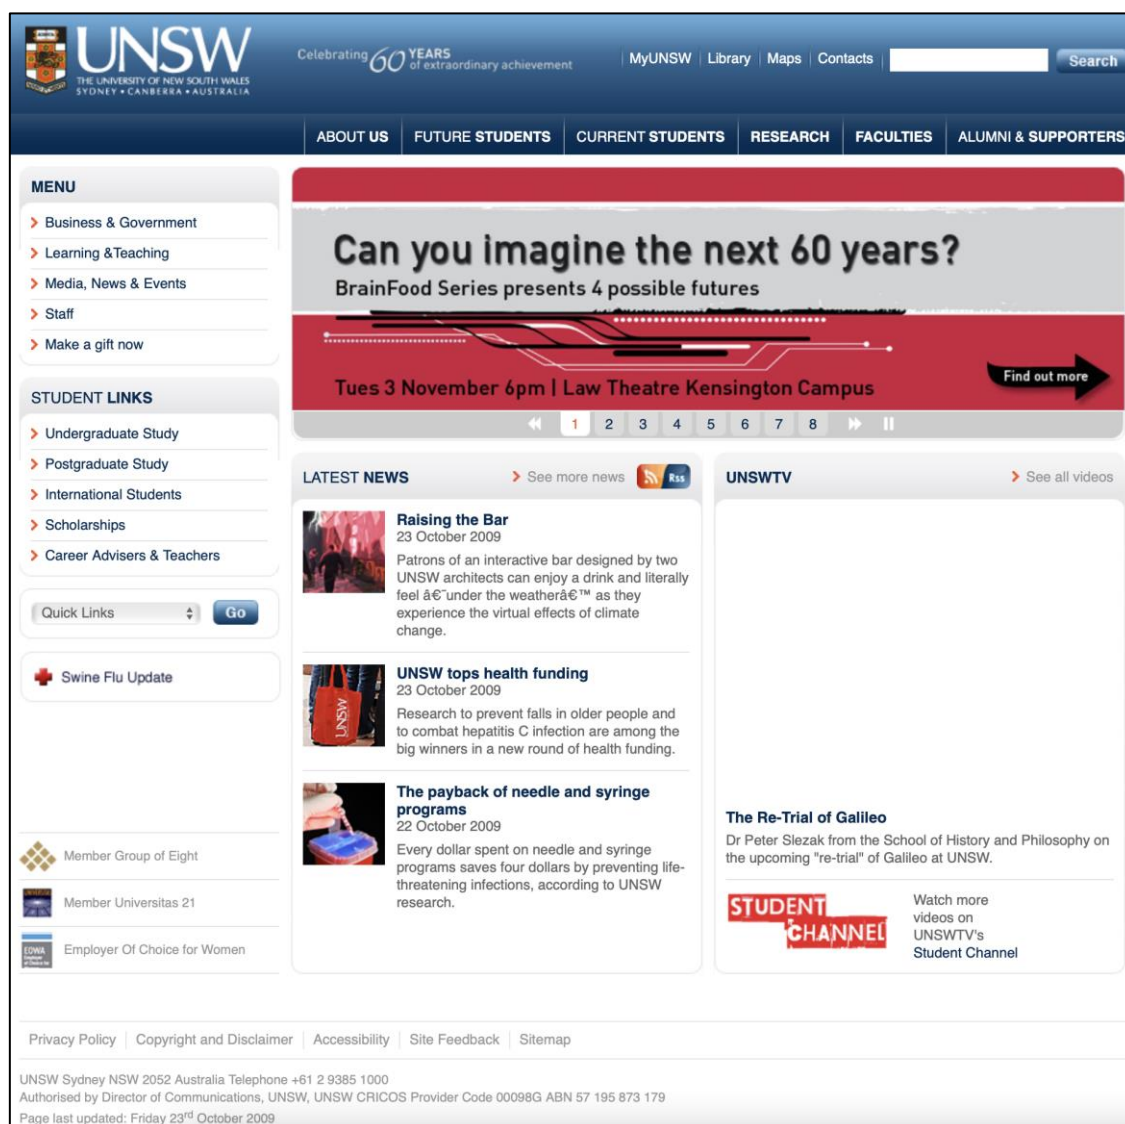 UNSW
THE UNIVERSITY OF NEW SOUTH WALES
SYDNEY • CANBERRA • AUSTRALIA
Celebrating 60 YEARS
of extraordinary achievement
MyUNSW Library Maps Contacts Search
ABOUT US FUTURE STUDENTS CURRENT STUDENTS RESEARCH FACULTIES ALUMNI & SUPPORTERS
MENU
Business & Government
Learning &Teaching
Media, News & Events
Staff
Make a gift now
STUDENT LINKS
Undergraduate Study
Postgraduate Study
International Students
Scholarships
Career Advisers & Teachers
Quick Links Go
Swine Flu Update
Member Group of Eight
Member Universitas 21
EOWA
Employer Of Choice for Women
Can you imagine the next 60 years?
BrainFood Series presents 4 possible futures
Tues 3 November 6pm | Law Theatre Kensington Campus
Find out more
1 2 3 4 5 6 7 8
LATEST NEWS
See more news Rss
Raising the Bar
23 October 2009
Patrons of an interactive bar designed by two
UNSW architects can enjoy a drink and literally
feel â€˜under the weatherâ€™ as they
experience the virtual effects of climate
change.
UNSW
UNSW tops health funding
23 October 2009
Research to prevent falls in older people and
to combat hepatitis C infection are among the
big winners in a new round of health funding.
The payback of needle and syringe
programs
22 October 2009
Every dollar spent on needle and syringe
programs saves four dollars by preventing life-
threatening infections, according to UNSW
research.
UNSWTV
See all videos
The Re-Trial of Galileo
Dr Peter Slezak from the School of History and Philosophy on
the upcoming "re-trial" of Galileo at UNSW.
STUDENT
CHANNEL
Watch more
videos on
UNSWTV's
Student Channel
Privacy Policy Copyright and Disclaimer Accessibility Site Feedback Sitemap
UNSW Sydney NSW 2052 Australia Telephone +61 2 9385 1000
Authorised by Director of Communications, UNSW, UNSW CRICOS Provider Code 00098G ABN 57 195 873 179
Page last updated: Friday 23rd October 2009